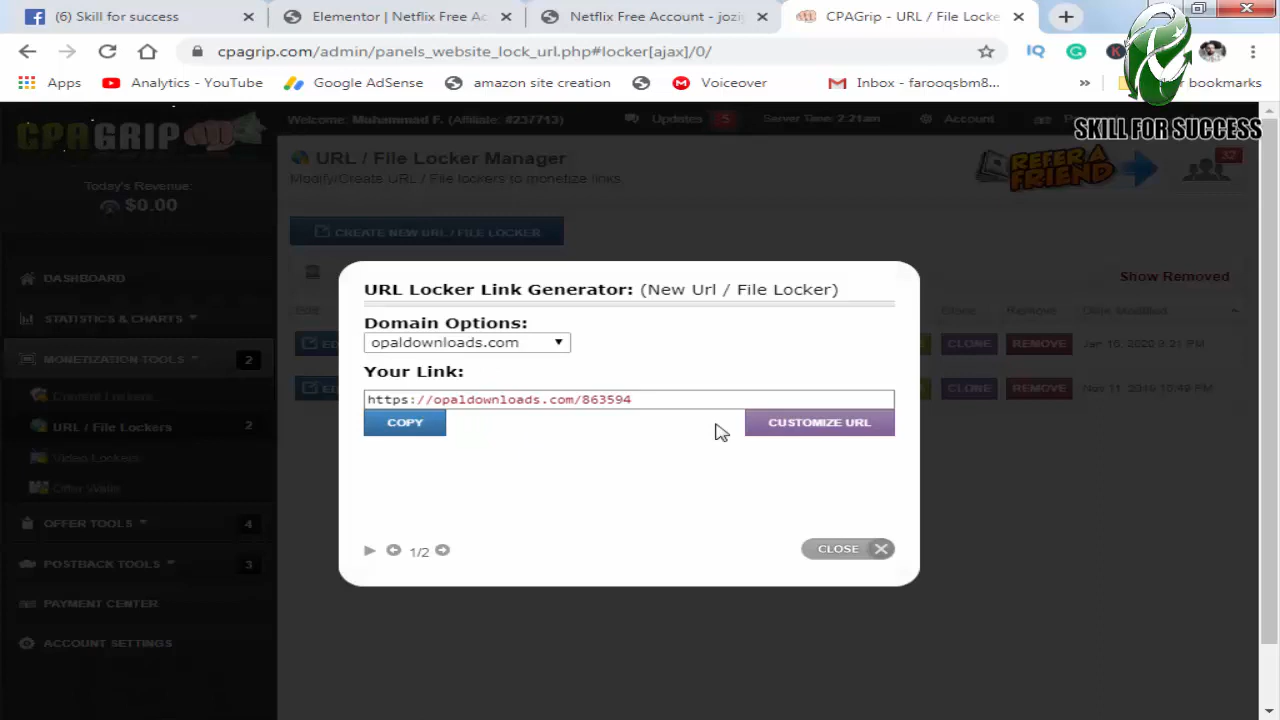 (6) Skill for success
Elementor | Netflix Free Ac
Netflix Free Account - jozi
CPAGrip - URL / File Locke
cpagrip.com/admin/panels_website_lock_url.php#locker[ajax]/0/
Apps
Analytics - YouTube
Google AdSense
amazon site creation
Voicover
Inbox - farooqsbm8...
»
bookmarks
SKILL FOR SUCCESS
CPAGRIP
Welcome: Muhammad F. (Affiliate: #237713)
Updates 5
Server Time: 2:21am
Account
Today's Revenue:
$0.00
URL / File Locker Manager
Modify/Create URL / File lockers to monetize links
REFER A
FRIEND
32
CREATE NEW URL / FILE LOCKER
Show Removed
Clone
Remove
Date Modified
CLONE
REMOVE
Jan 10, 2020 3:21 PM
CLONE
REMOVE
Nov 11, 2019 10:49 PM
DASHBOARD
STATISTICS & CHARTS
MONETIZATION TOOLS 2
Content Lockers
URL / File Lockers 2
Video Lockers
Offer Walls
OFFER TOOLS 4
POSTBACK TOOLS 3
PAYMENT CENTER
ACCOUNT SETTINGS
URL Locker Link Generator: (New Url / File Locker)
Domain Options:
opaldownloads.com
Your Link:
https://opaldownloads.com/863594
COPY
CUSTOMIZE URL
1/2
CLOSE